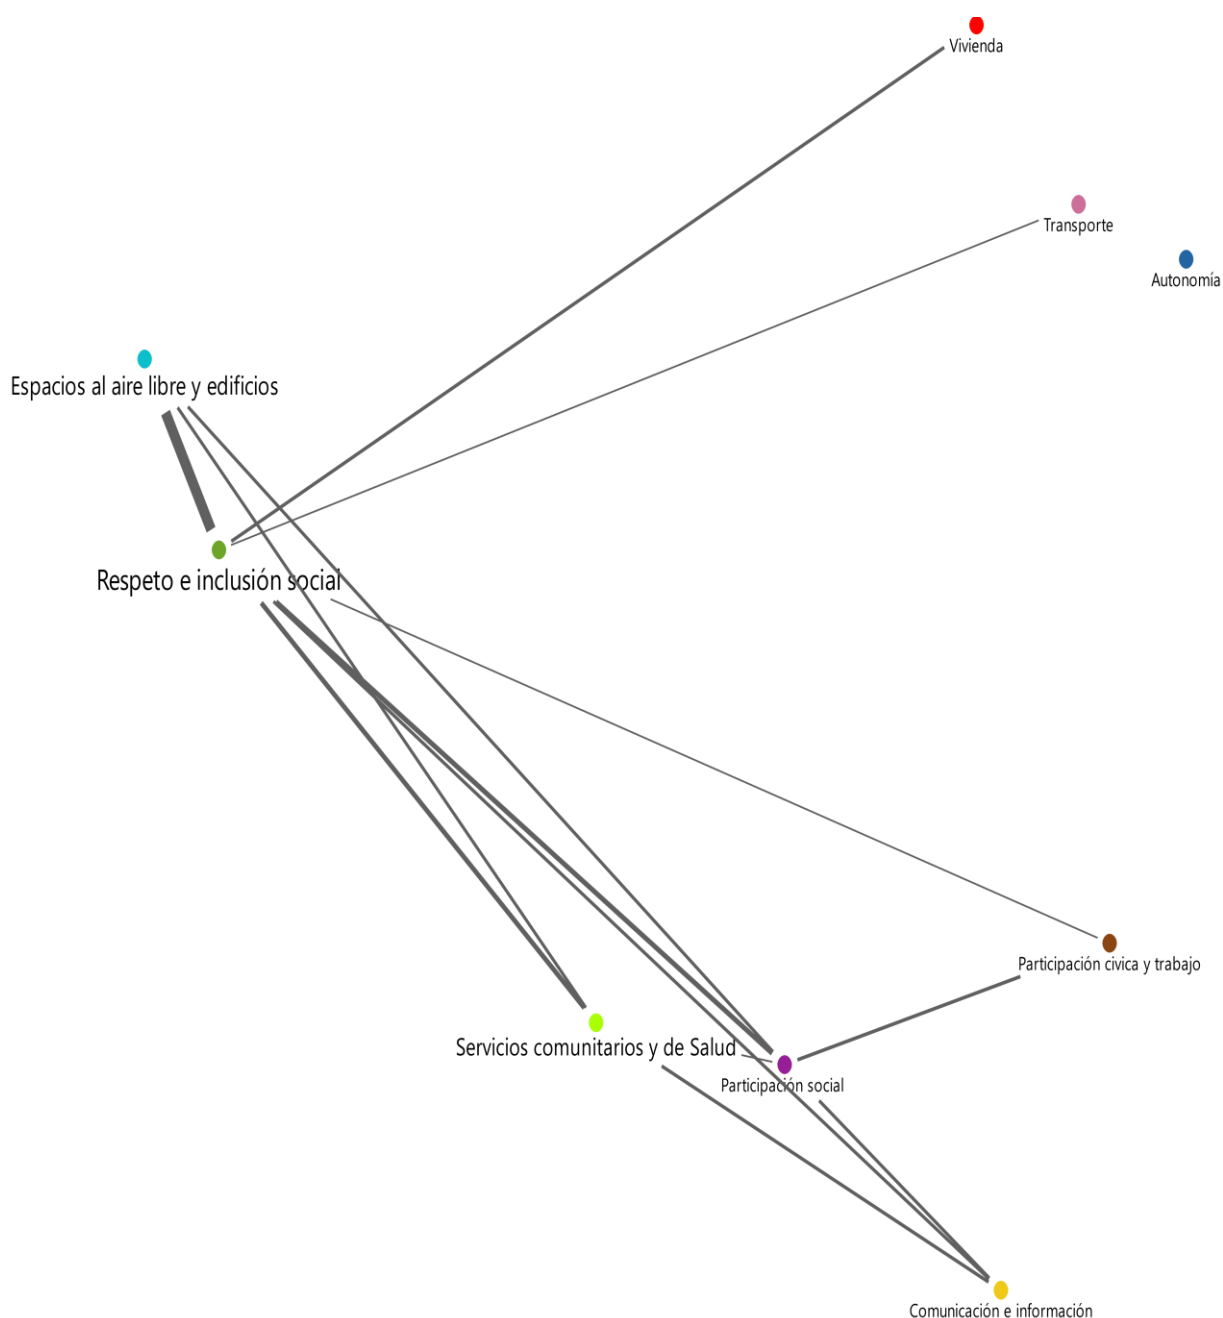 Vivienda
Transporte
Autonomía
Espacios al aire libre y edificios
Respeto e inclusión social
Participación civica y trabajo
Servicios comunitarios y de Salud
Participación social
Comunicación e información